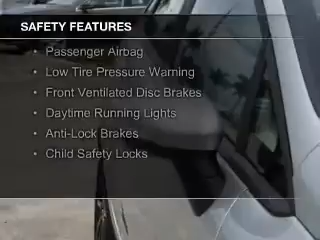 SAFETY FEATURES
• Passenger Airbag
• Low Tire Pressure Warning
• Front Ventilated Disc Brakes
• Daytime Running Lights
• Anti-Lock Brakes
• Child Safety Locks